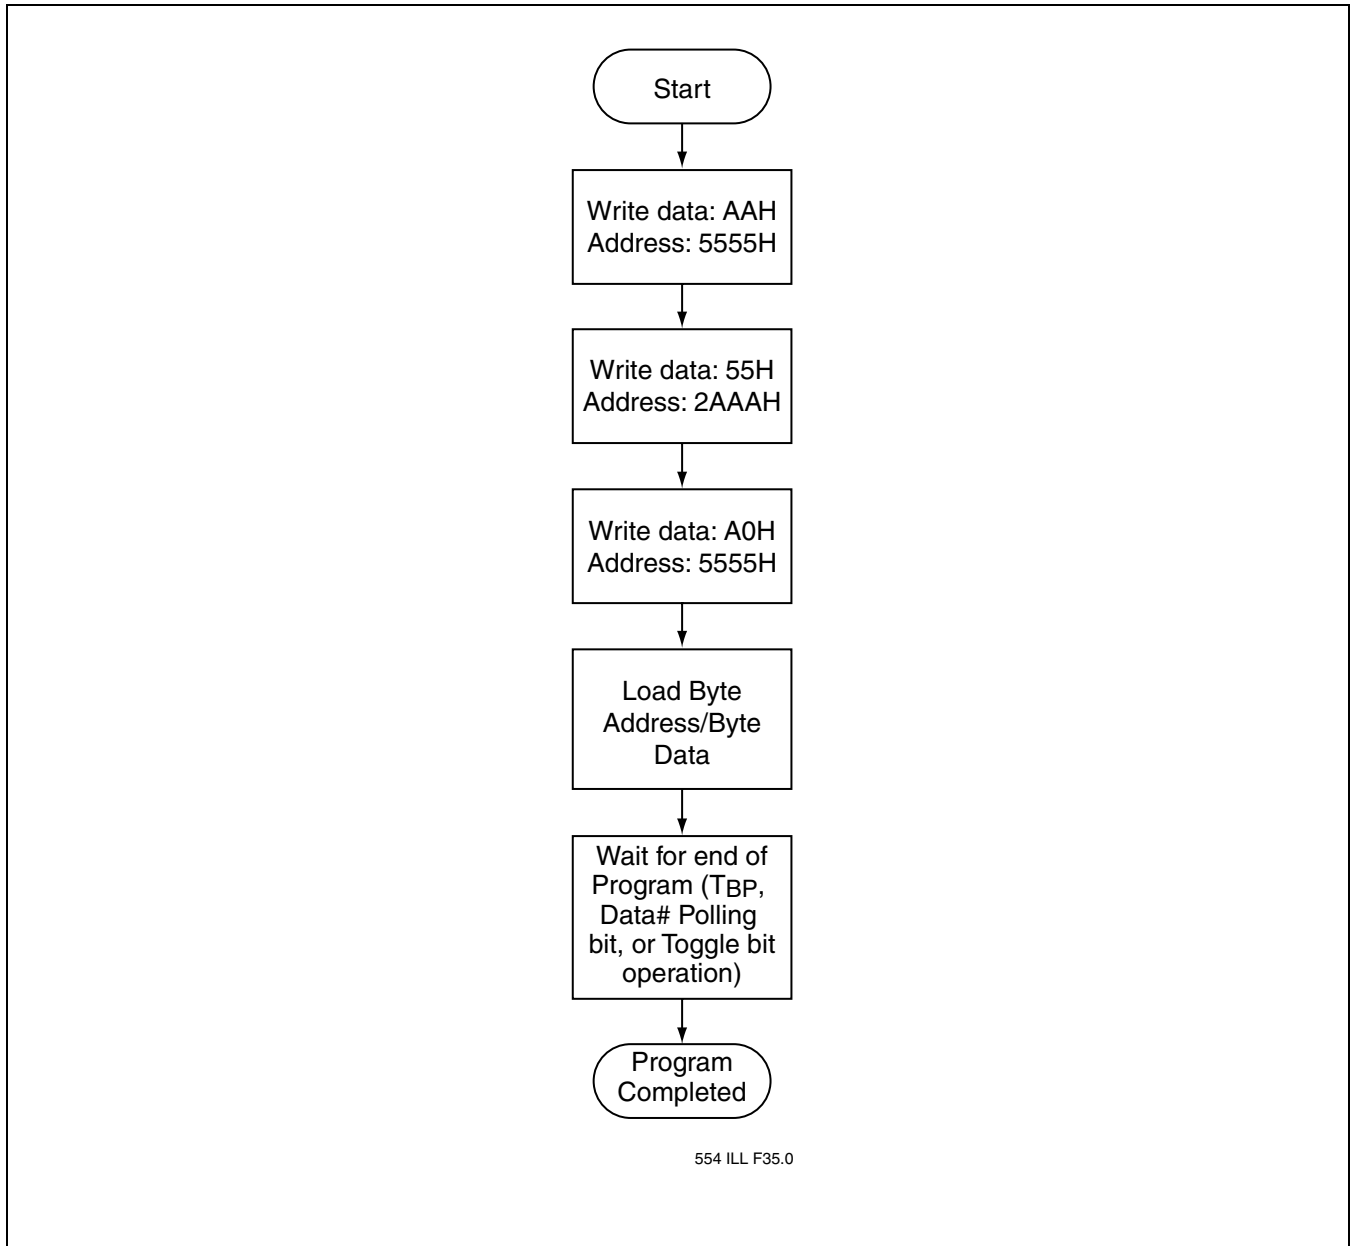 Start
Write data: AAH
Address: 5555H
Write data: 55H
Address: 2AAAH
Write data: A0H
Address: 5555H
Load Byte
Address/Byte
Data
Wait for end of
Program (TBP,
Data# Polling
bit, or Toggle bit
operation)
Program
Completed
554 ILL F35.0